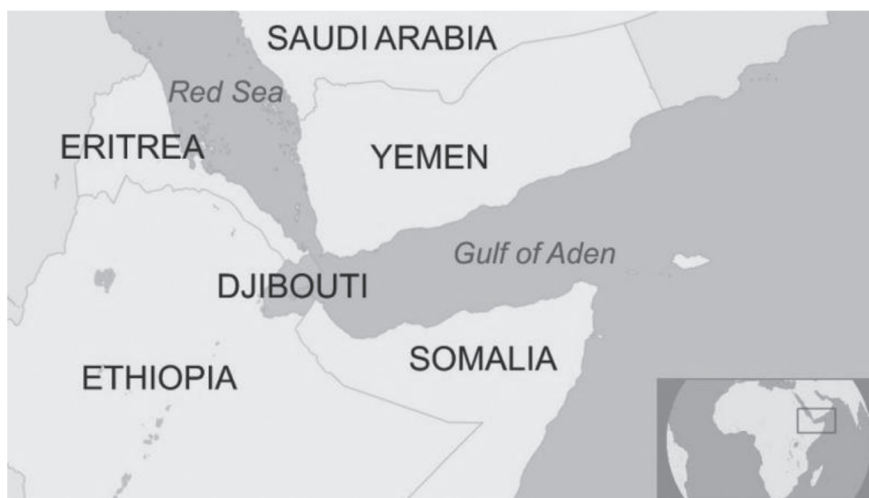 SAUDI ARABIA
Red Sea
ERITREA
YEMEN
Gulf of Aden
DJIBOUTI
SOMALIA
ETHIOPIA